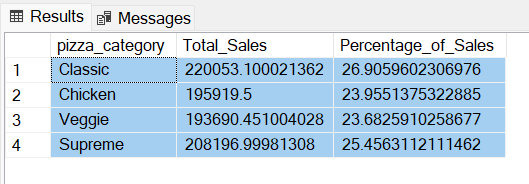 Results Messages
pizza_category Total_Sales Percentage_of_Sales
1 Classic 220053.100021362 26.9059602306976
2 Chicken 195919.5 23.9551375322885
3 Veggie 193690.451004028 23.6825910258677
4 Supreme 208196.99981308 25.4563112111462